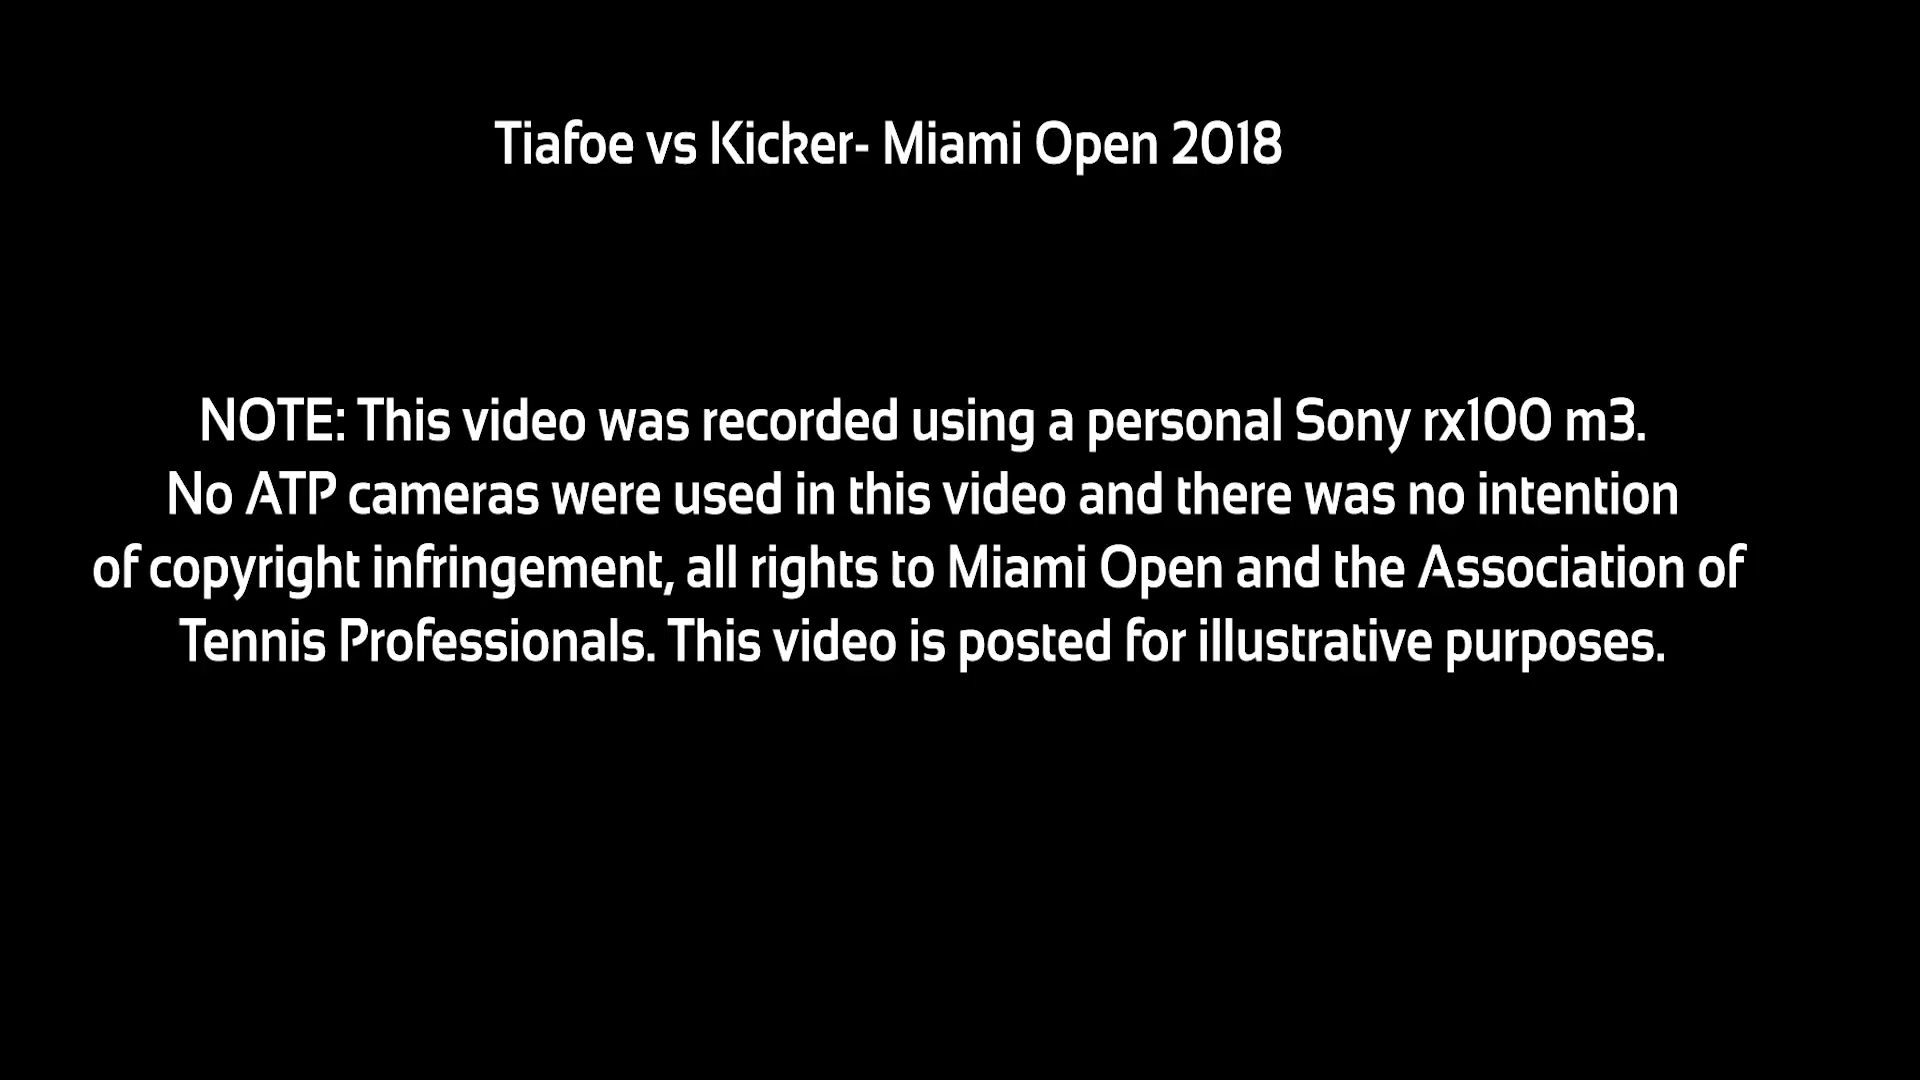 Tiafoe vs Kicker- Miami Open 2018
NOTE: This video was recorded using a personal Sony rx100 m3.
No ATP cameras were used in this video and there was no intention
of copyright infringement, all rights to Miami Open and the Association of
Tennis Professionals. This video is posted for illustrative purposes.